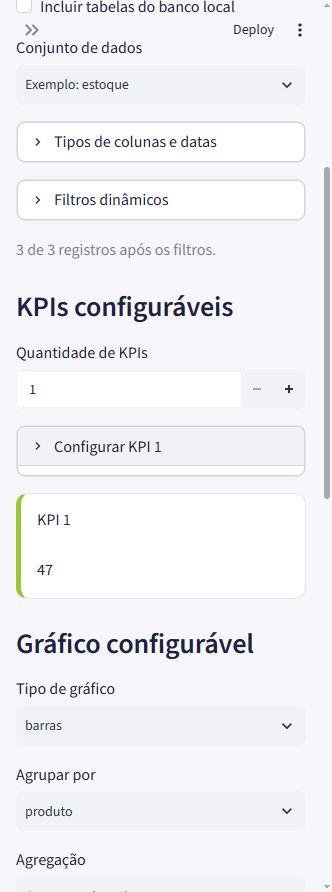 Incluir tabelas do banco local
Deploy
Conjunto de dados
Exemplo: estoque
Tipos de colunas e datas
Filtros dinâmicos
3 de 3 registros após os filtros.
KPIs configuráveis
Quantidade de KPIs
1
Configurar KPI 1
KPI 1
47
Gráfico configurável
Tipo de gráfico
barras
Agrupar por
produto
Agregação